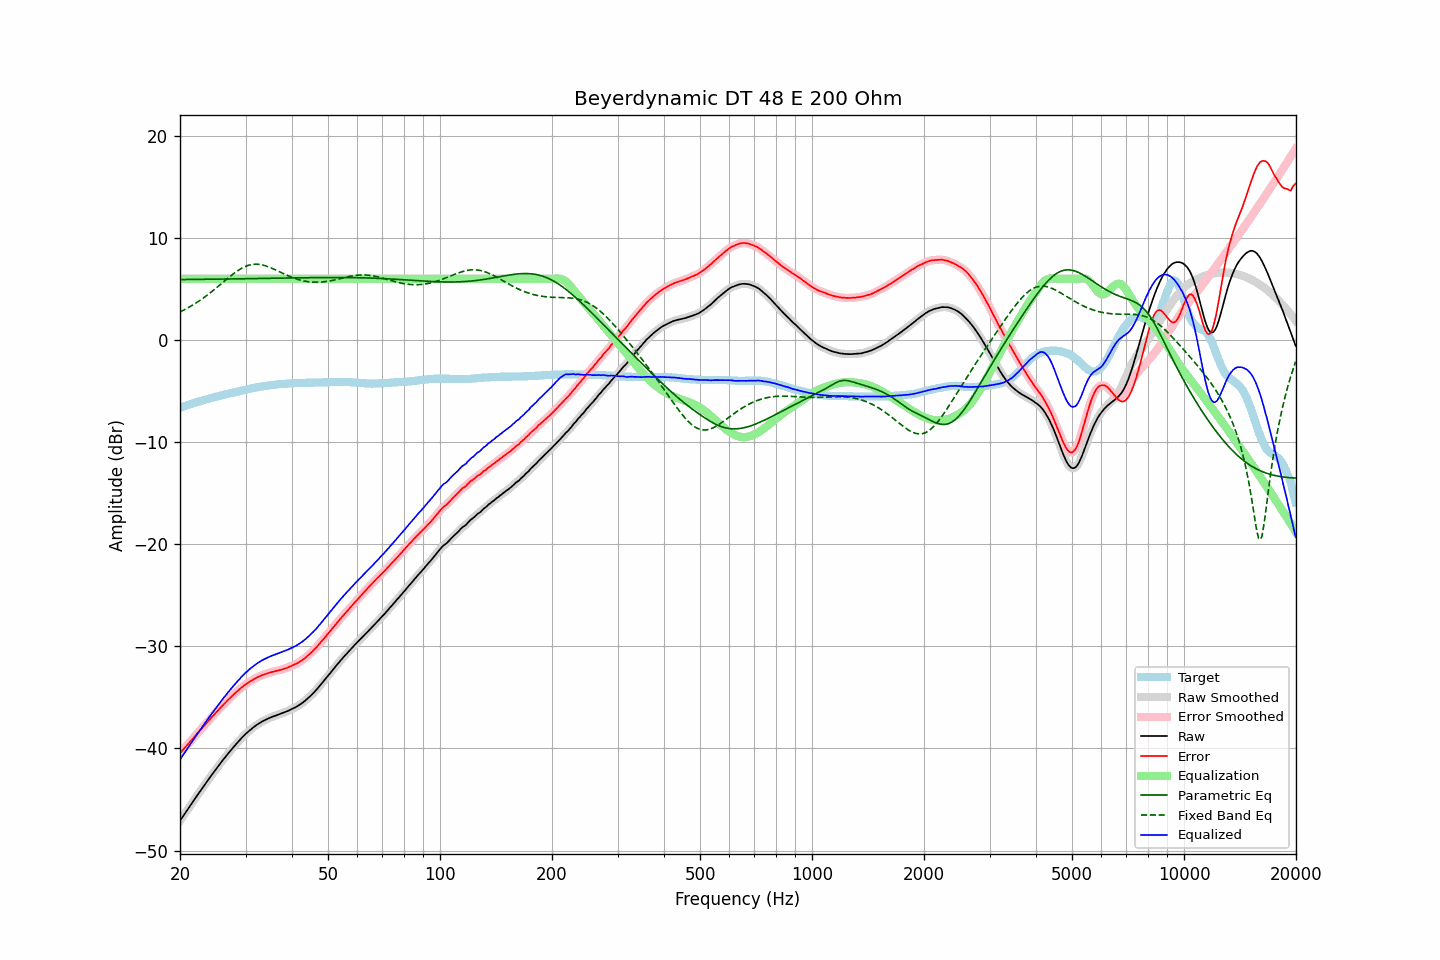 Beyerdynamic DT 48 E 200 Ohm
20
10
0
−10
−20
−30
−40
−50
Amplitude (dBr)
20
50
100
200
500
1000
2000
5000
10000
20000
Frequency (Hz)
Target
Raw Smoothed
Error Smoothed
Raw
Error
Equalization
Parametric Eq
Fixed Band Eq
Equalized